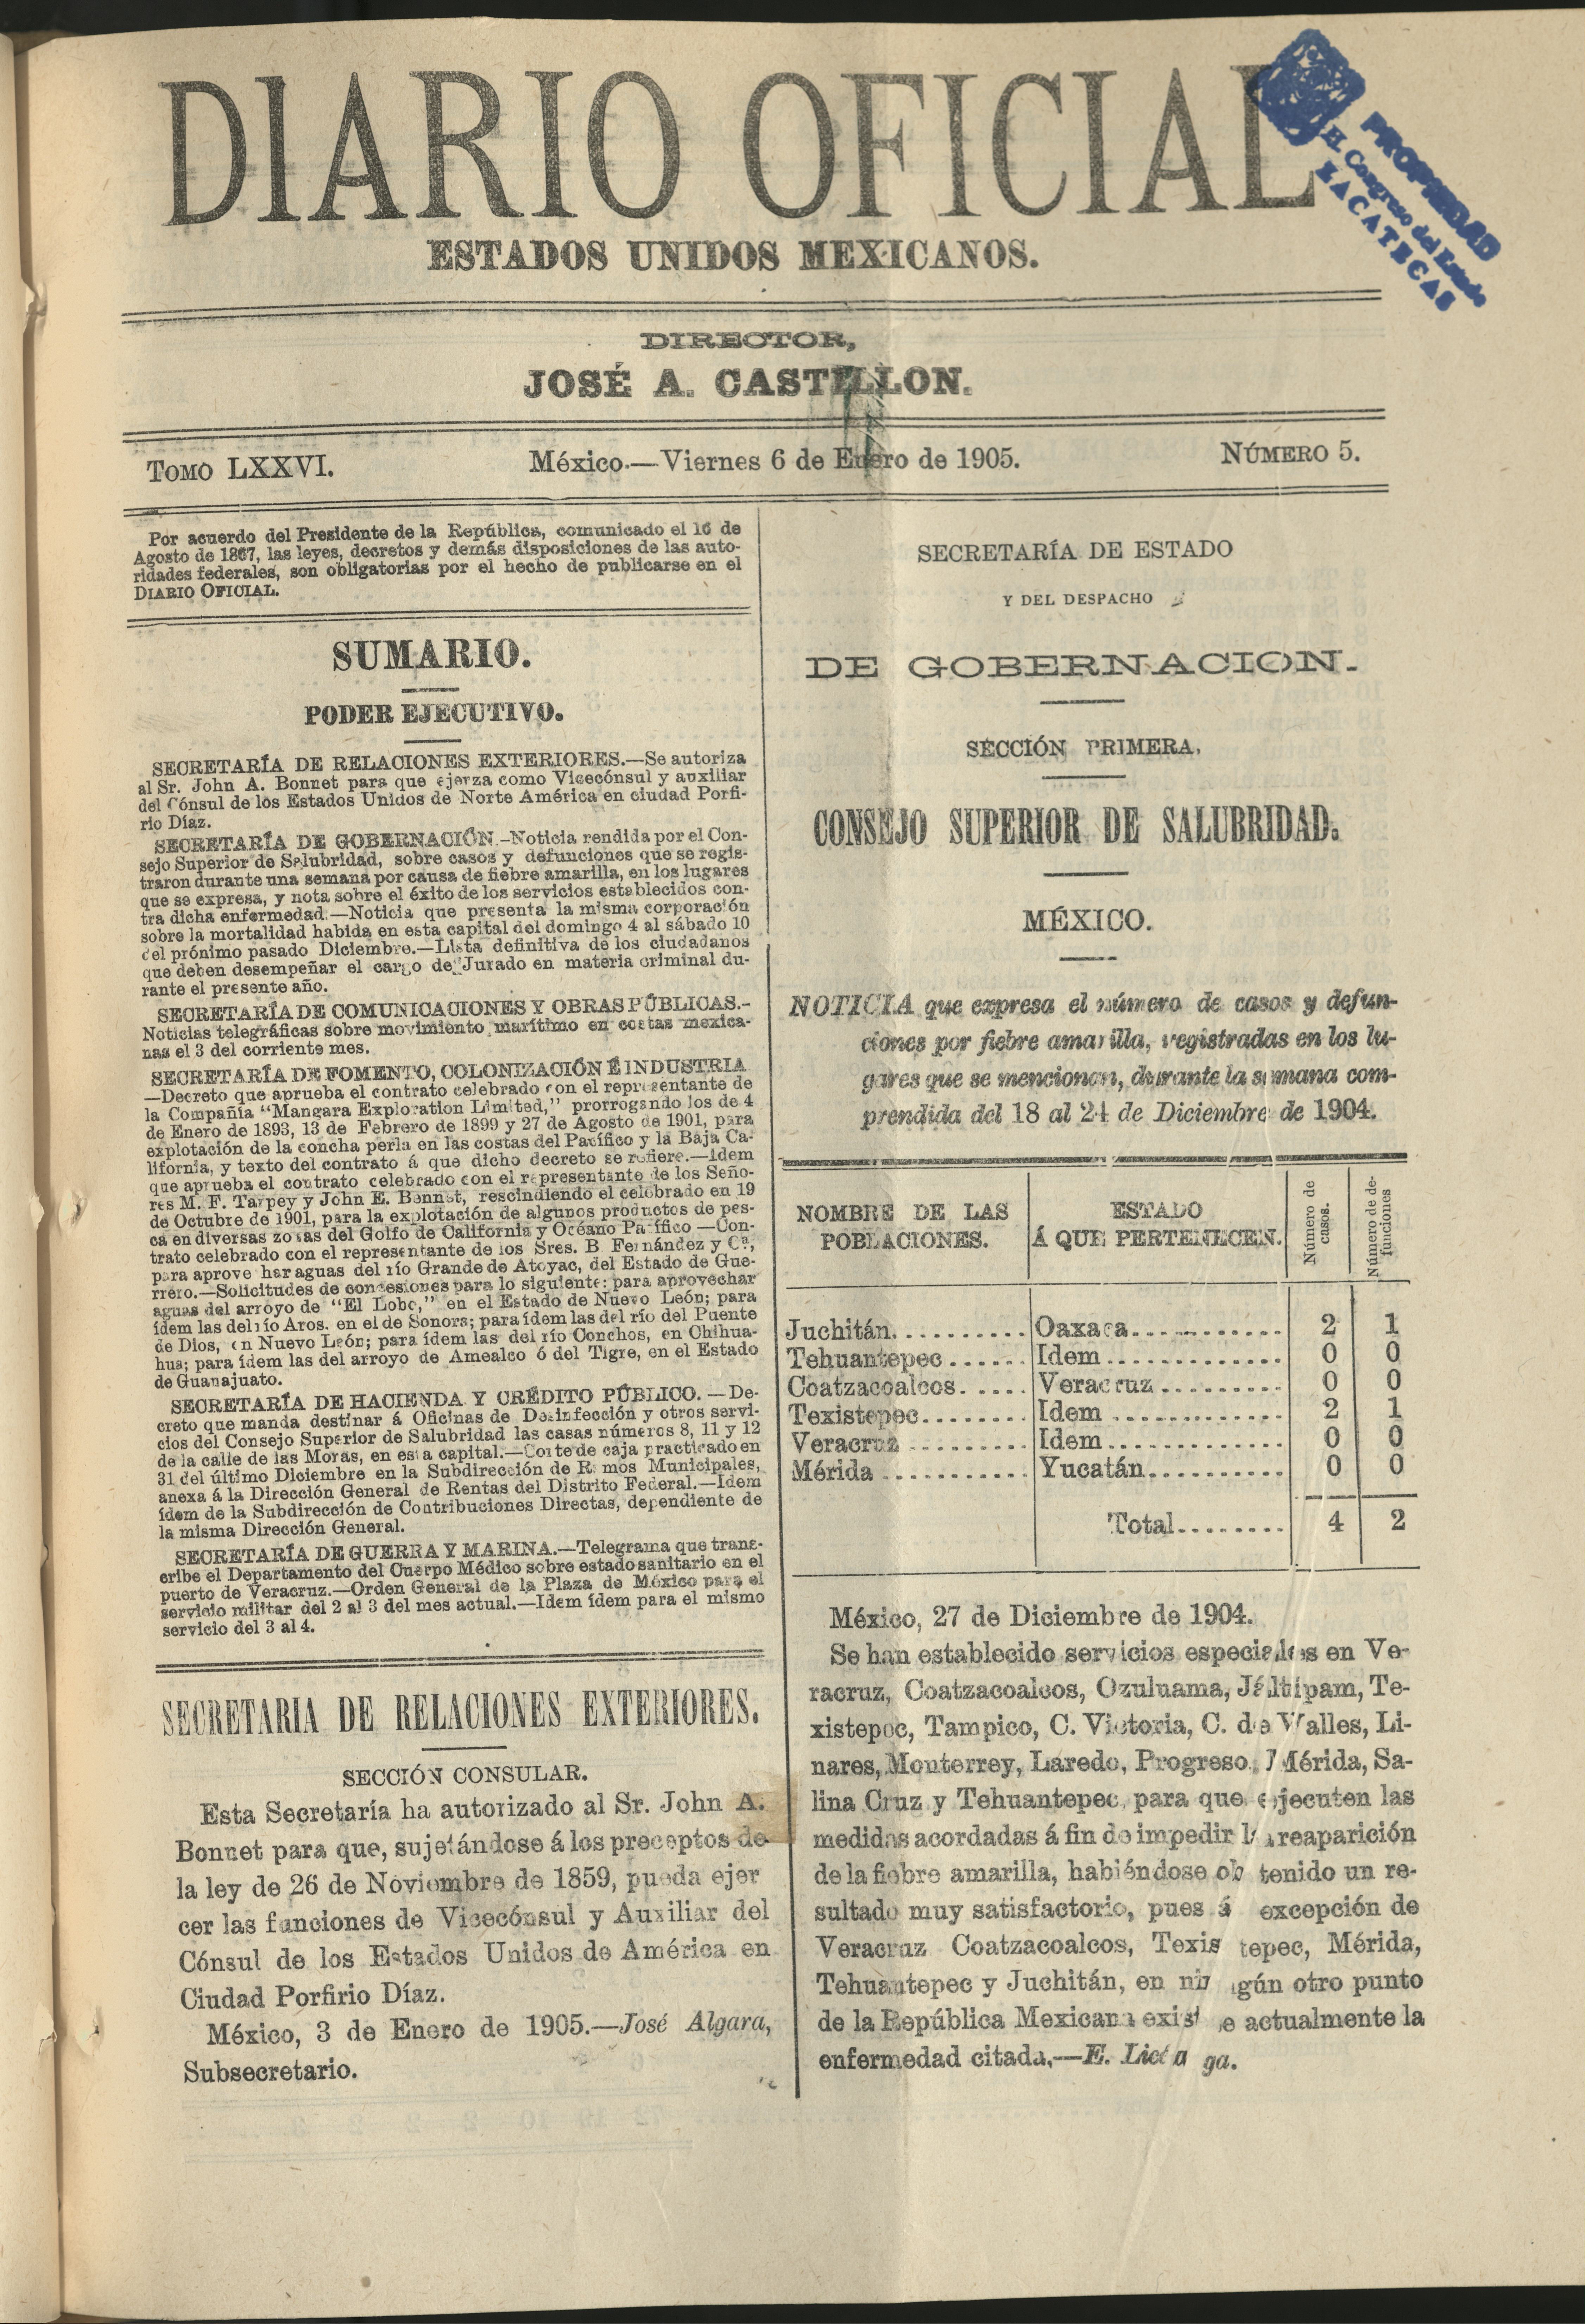 DIARIO OFICIAL
ESTADOS UNIDOS MEXICANOS.
PROPIEDAD
El Congreso del Estado
ZACATECAS
DIRECTOR,
JOSÉ A. CASTILLON.
TOMO LXXVI.
México.—Viernes 6 de Enero de 1905.
NÚMERO 5.
Por acuerdo del Presidente de la República, comunicado el 16 de
Agosto de 1867, las leyes, decretos y demás disposiciones de las auto-
ridades federales, son obligatorias por el hecho de publicarse en el
DIARIO OFICIAL.
SUMARIO.
PODER EJECUTIVO.
SECRETARÍA DE RELACIONES EXTERIORES.—Se autoriza
al Sr. John A. Bonnet para que ejerza como Vicecónsul y auxiliar
del Cónsul de los Estados Unidos de Norte América en ciudad Porfi-
rio Díaz.
SECRETARÍA DE GOBERNACIÓN.-Noticia rendida por el Con-
sejo Superior de Salubridad, sobre casos y defunciones que se regis-
traron durante una semana por causa de fiebre amarilla, en los lugares
que se expresa, y nota sobre el éxito de los servicios establecidos con-
tra dicha enfermedad.—Noticia que presenta la misma corporación
sobre la mortalidad habida en esta capital del domingo 4 al sábado 10
del prónimo pasado Diciembre.—Lista definitiva de los ciudadanos
que deben desempeñar el cargo de Jurado en materia criminal du-
rante el presente año.
SECRETARÍA DE COMUNICACIONES Y OBRAS PÚBLICAS.-
Noticias telegráficas sobre movimiento marítimo en costas mexica-
nas el 3 del corriente mes.
SECRETARÍA DE FOMENTO, COLONIZACIÓN É INDUSTRIA
—Decreto que aprueba el contrato celebrado con el representante de
la Compañía "Mangara Exploration Limited," prorrogando los de 4
de Enero de 1893, 13 de Febrero de 1899 y 27 de Agosto de 1901, para
explotación de la concha perla en las costas del Pacífico y la Baja Ca-
lifornia, y texto del contrato á que dicho decreto se refiere.—Idem
que aprueba el contrato celebrado con el representante de los Seño-
res M. F. Tarpey y John E. Bennet, rescindiendo el celebrado en 19
de Octubre de 1901, para la explotación de algunos productos de pes-
ca en diversas zonas del Golfo de California y Océano Pacífico —Con-
trato celebrado con el representante de los Sres. B Fernández y Cª,
para aprovechar aguas del río Grande de Atoyac, del Estado de Gue-
rrero.—Solicitudes de concesiones para lo siguiente: para aprovechar
aguas del arroyo de "El Lobo," en el Estado de Nuevo León; para
ídem las del río Aros. en el de Sonora; para ídem las del río del Puente
de Dios, en Nuevo León; para ídem las del río Conchos, en Chihua-
hua; para ídem las del arroyo de Amealco ó del Tigre, en el Estado
de Guanajuato.
SECRETARÍA DE HACIENDA Y CRÉDITO PÚBLICO. —De-
creto que manda destinar á Oficinas de Desinfección y otros servi-
cios del Consejo Superior de Salubridad las casas números 8, 11 y 12
de la calle de las Moras, en esta capital.—Corte de caja practicado en
31 del último Diciembre en la Subdirección de Ramos Municipales,
anexa á la Dirección General de Rentas del Distrito Federal.—Idem
ídem de la Subdirección de Contribuciones Directas, dependiente de
la misma Dirección General.
SECRETARÍA DE GUERRA Y MARINA.—Telegrama que trans-
cribe el Departamento del Cuerpo Médico sobre estado sanitario en el
puerto de Veracruz.—Orden General de la Plaza de México para el
servicio militar del 2 al 3 del mes actual.—Idem ídem para el mismo
servicio del 3 al 4.
SECRETARIA DE RELACIONES EXTERIORES.
SECCIÓN CONSULAR.
Esta Secretaría ha autorizado al Sr. John A.
Bonnet para que, sujetándose á los preceptos de
la ley de 26 de Noviembre de 1859, pueda ejer
cer las funciones de Vicecónsul y Auxiliar del
Cónsul de los Estados Unidos de América en
Ciudad Porfirio Díaz.
México, 3 de Enero de 1905.—José Algara,
Subsecretario.
SECRETARÍA DE ESTADO
Y DEL DESPACHO
DE GOBERNACION.
SECCIÓN PRIMERA.
CONSEJO SUPERIOR DE SALUBRIDAD.
MÉXICO.
NOTICIA que expresa el número de casos y defun-
ciones por fiebre amarilla, registradas en los lu-
gares que se mencionan, durante la semana com-
prendida del 18 al 24 de Diciembre de 1904.
NOMBRE DE LAS POBLACIONES. ESTADO Á QUE PERTENECEN. Número de casos. Número de de-funciones
Juchitán.......... Oaxaca............ 2 1
Tehuantepec...... Idem............. 0 0
Coatzacoalcos..... Veracruz.......... 0 0
Texistepec........ Idem ............. 2 1
Veracruz ......... Idem............. 0 0
Mérida ........... Yucatán.......... 0 0
Total........ 4 2
México, 27 de Diciembre de 1904.
Se han establecido servicios especiales en Ve-
racruz, Coatzacoalcos, Ozuluama, Jáltipam, Te-
xistepec, Tampico, C. Victoria, C. de Valles, Li-
nares, Monterrey, Laredo, Progreso, Mérida, Sa-
lina Cruz y Tehuantepec, para que ejecuten las
medidas acordadas á fin de impedir la reaparición
de la fiebre amarilla, habiéndose obtenido un re-
sultado muy satisfactorio, pues á excepción de
Veracruz Coatzacoalcos, Texistepec, Mérida,
Tehuantepec y Juchitán, en ningún otro punto
de la República Mexicana existe actualmente la
enfermedad citada.—E. Liceaga.